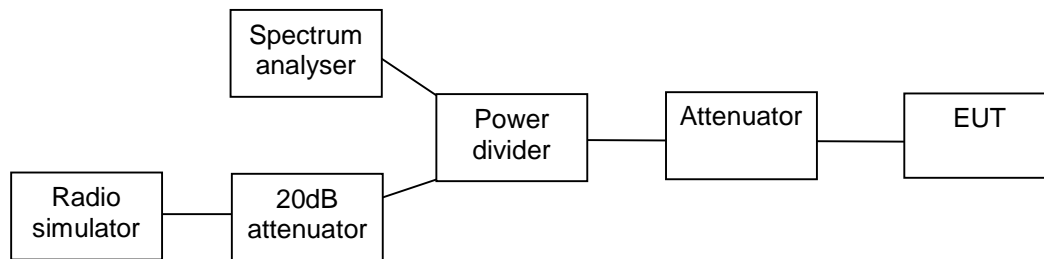 Spectrum
analyser
Power
divider
Attenuator
EUT
Radio
simulator
20dB
attenuator